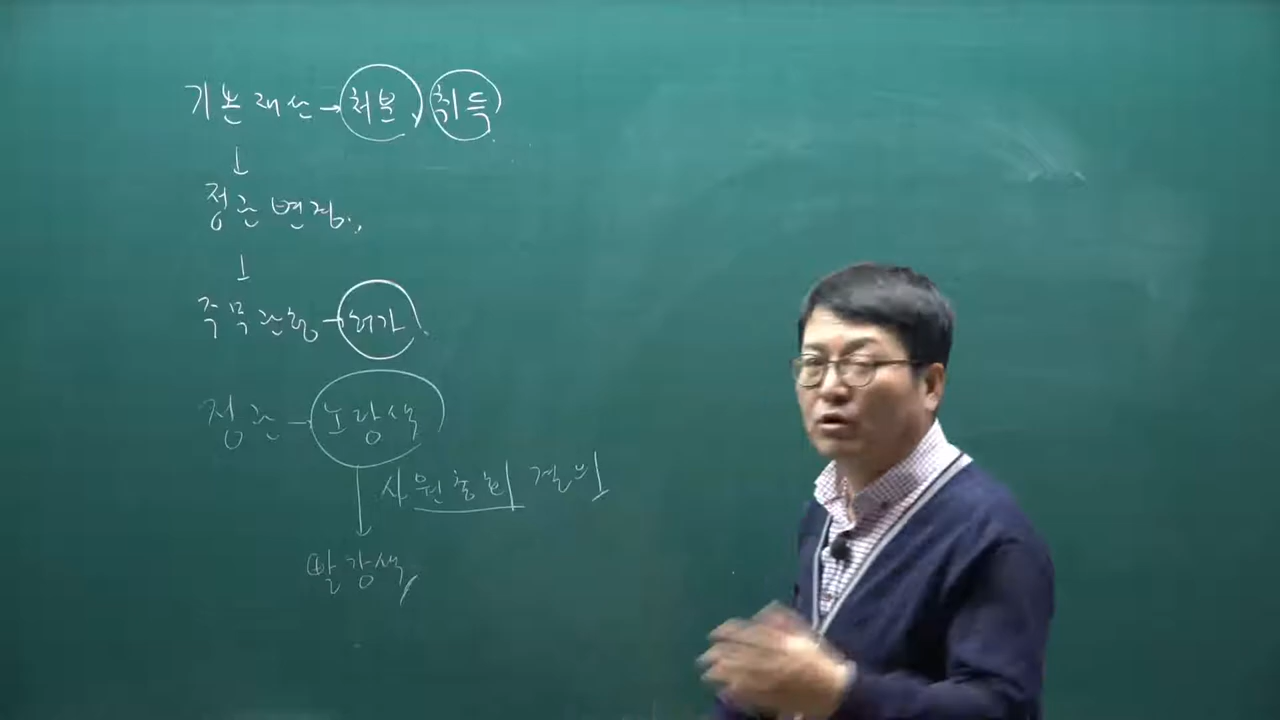 기본재산→처분, 취득
↓
정관변경.
↓
주무관청-허가
정관-노랑색
↓ 사원총회 결의
빨강색